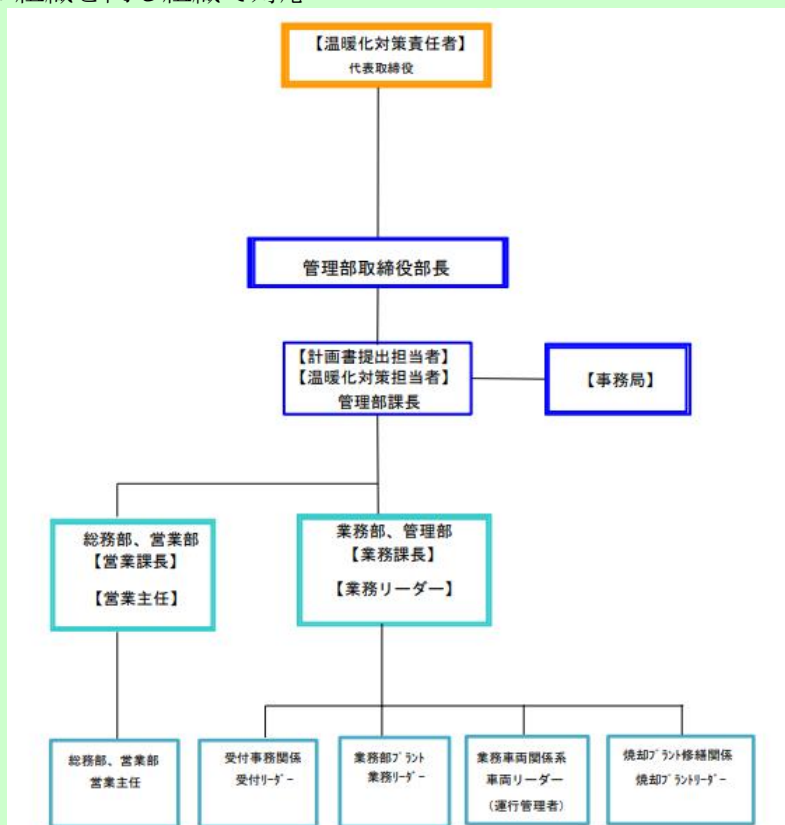 【温暖化対策責任者】
代表取締役
管理部取締役部長
【計画書提出担当者】
【温暖化対策担当者】
管理部課長
【事務局】
総務部、営業部
【営業課長】
【営業主任】
業務部、管理部
【業務課長】
【業務リーダー】
総務部、営業部
営業主任
受付事務関係
受付ﾘｰﾀﾞｰ
業務部ﾌﾟﾗﾝﾄ
業務ﾘｰﾀﾞｰ
業務車両関係系
車両リーダー
(運行管理者)
焼却ﾌﾟﾗﾝﾄ修繕関係
焼却ﾌﾟﾗﾝﾄﾘｰﾀﾞｰ